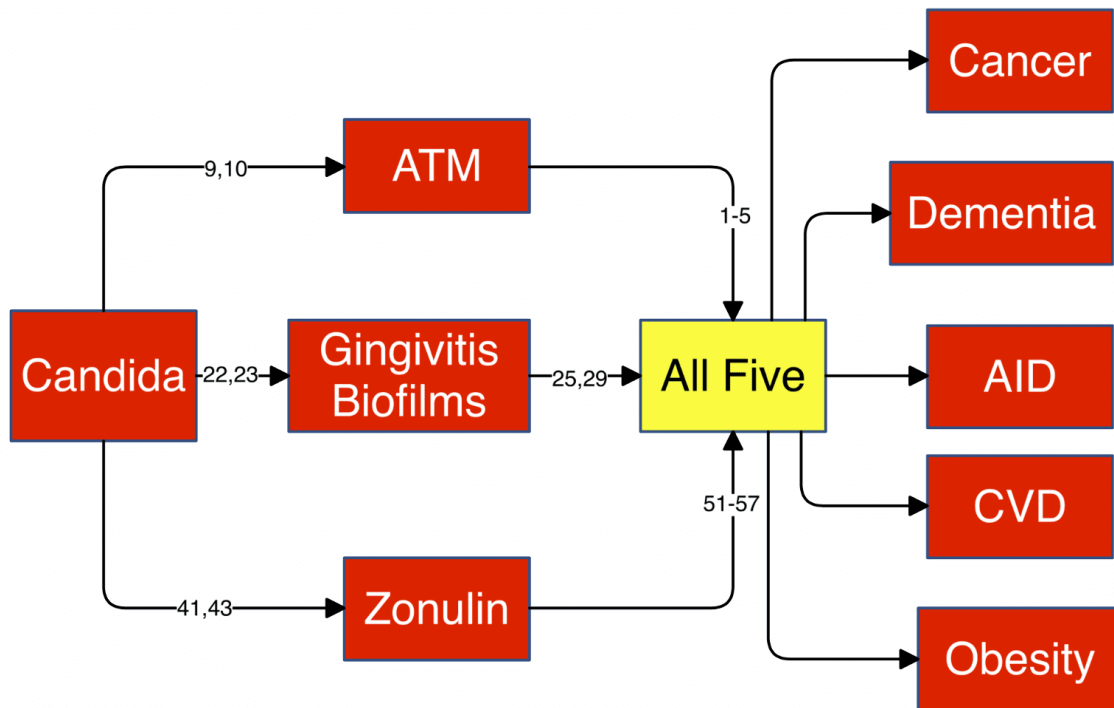 Cancer
ATM
9,10
1-5
Dementia
Candida
22,23
Gingivitis
Biofilms
25,29
All Five
AID
CVD
51-57
41,43
Zonulin
Obesity